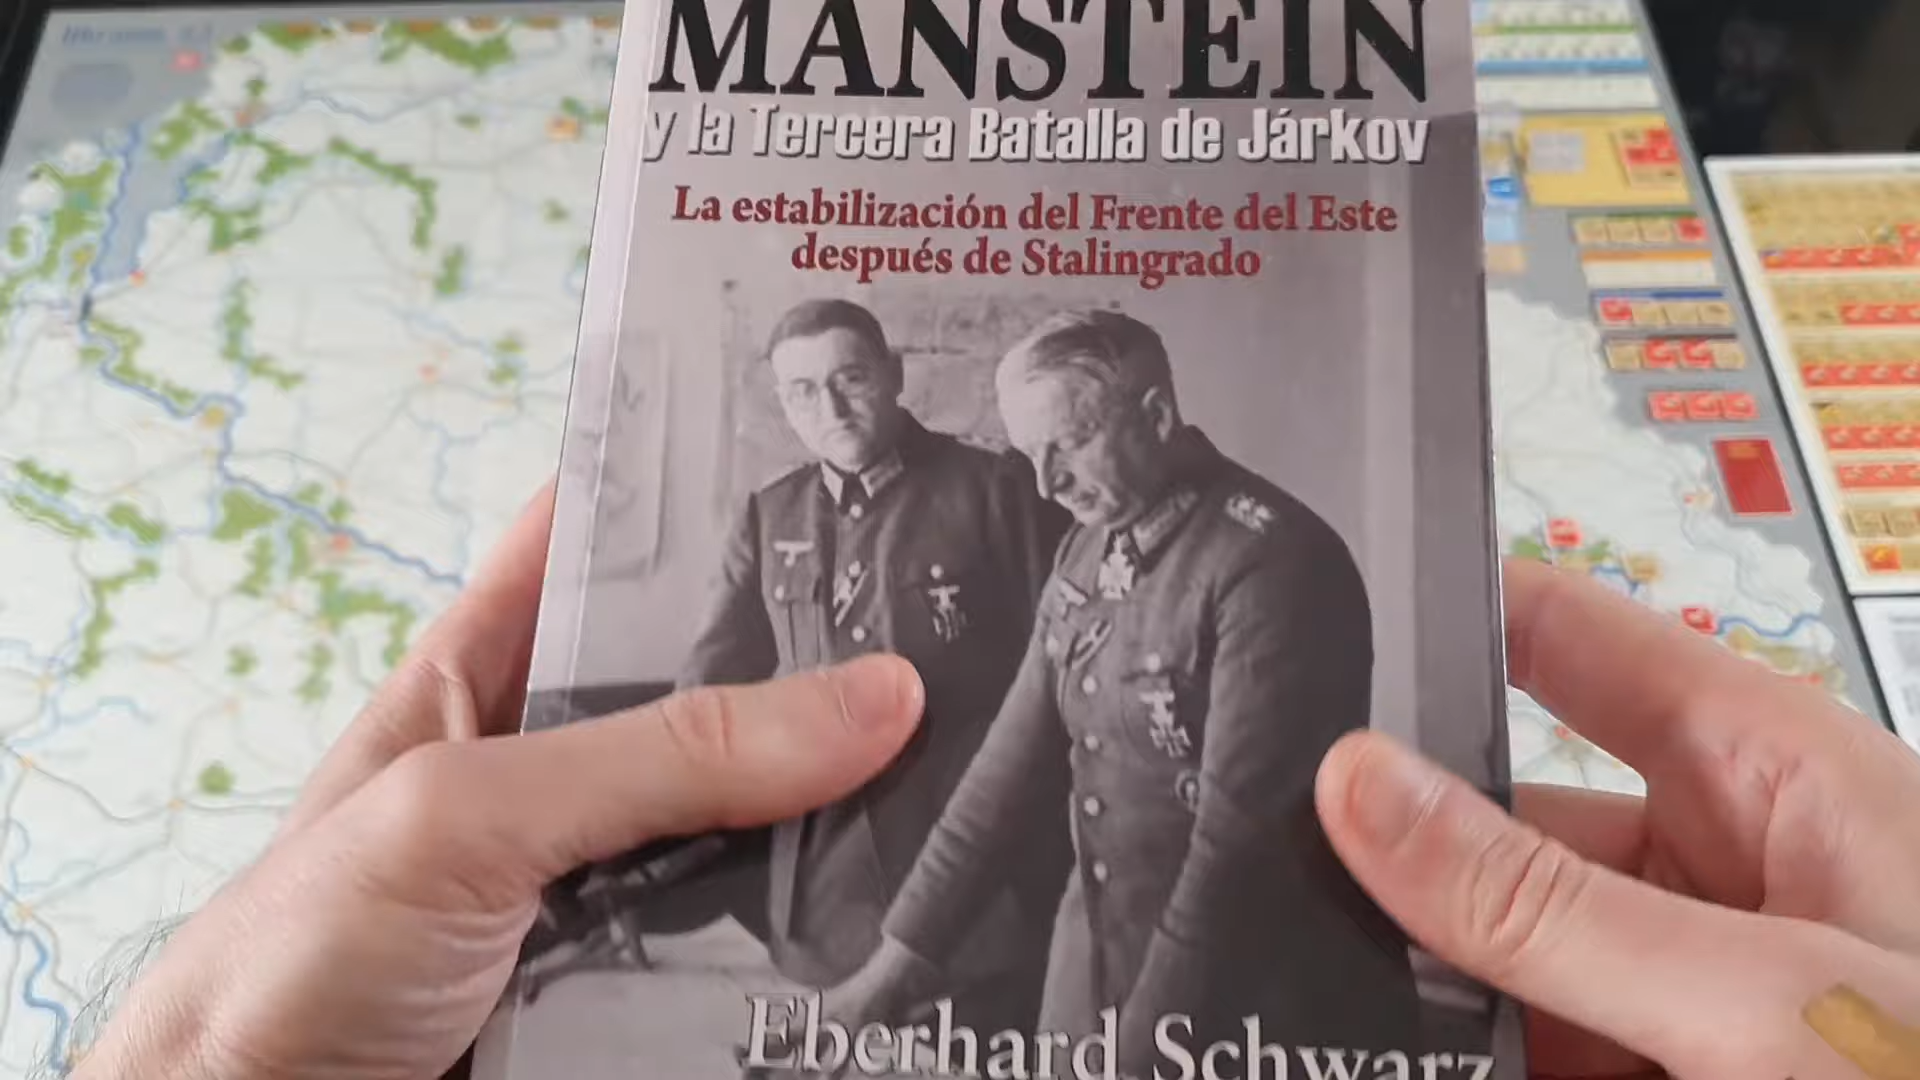 MANSTEIN
y la Tercera Batalla de Járkov
La estabilización del Frente del Este
después de Stalingrado
Eberhard Schwarz